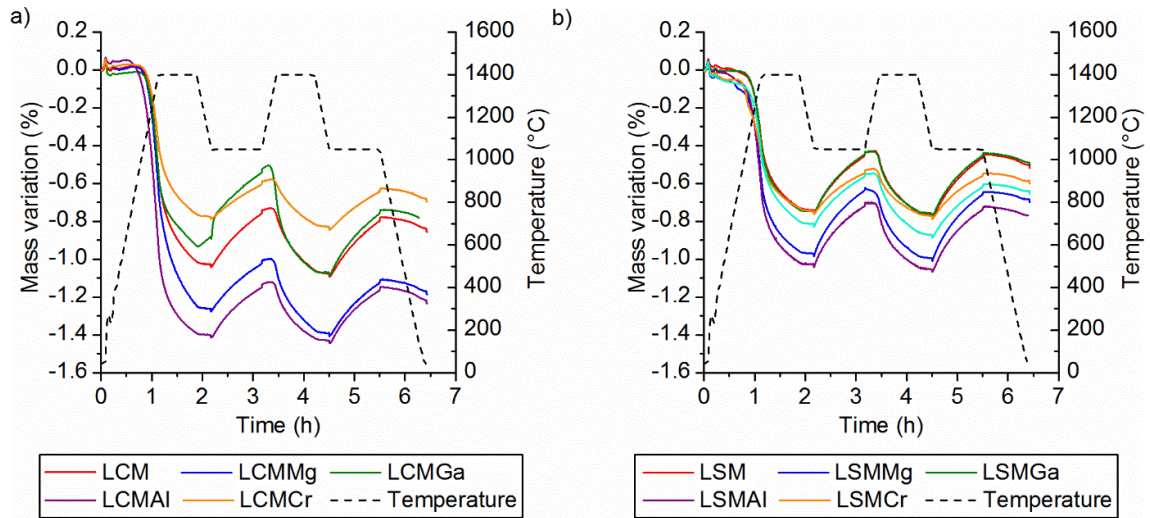 a)
0.2
0.0
-0.2
-0.4
-0.6
-0.8
-1.0
-1.2
-1.4
-1.6
Mass variation (%)
0 1 2 3 4 5 6 7
Time (h)
1600
1400
1200
1000
800
600
400
200
0
Temperature (°C)
LCM LCMMg LCMGa
LCMAl LCMCr Temperature
b)
0.2
0.0
-0.2
-0.4
-0.6
-0.8
-1.0
-1.2
-1.4
-1.6
Mass variation (%)
0 1 2 3 4 5 6 7
Time (h)
1600
1400
1200
1000
800
600
400
200
0
Temperature (°C)
LSM LSMMg LSMGa
LSMAl LSMCr Temperature